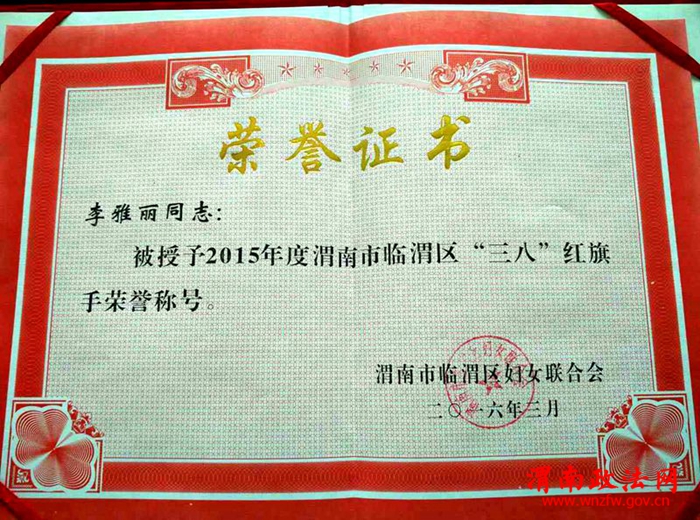 荣誉证书
李雅丽同志：
被授予2015年度渭南市临渭区“三八”红旗
手荣誉称号。
渭南市临渭区妇女联合会
二〇一六年三月
渭南政法网
www.wnzfw.gov.cn